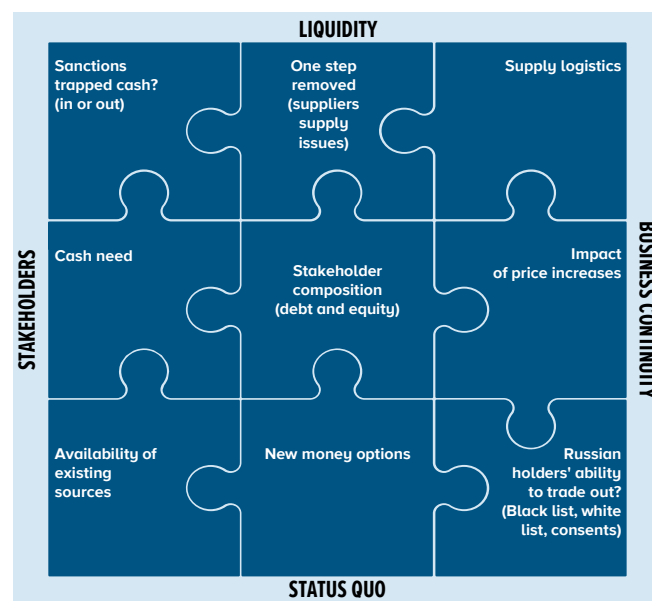 LIQUIDITY
Sanctions
trapped cash?
(in or out)
One step
removed
(suppliers
supply
issues)
Supply logistics
STAKEHOLDERS
Cash need
Stakeholder
composition
(debt and equity)
Impact
of price increases
BUSINESS CONTINUITY
Availability of
existing
sources
New money options
Russian
holders' ability
to trade out?
(Black list, white
list, consents)
STATUS QUO